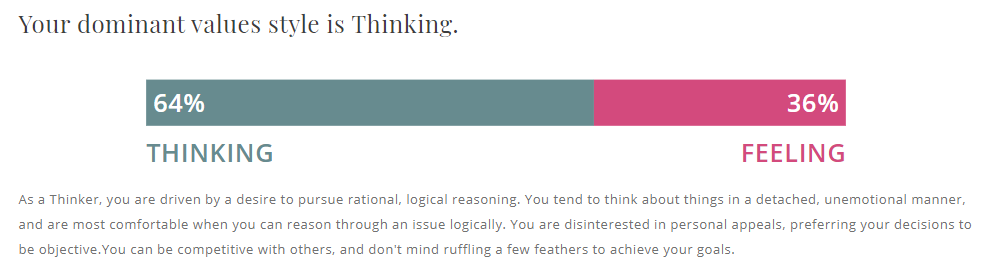 Your dominant values style is Thinking.
64% 36%
THINKING FEELING
As a Thinker, you are driven by a desire to pursue rational, logical reasoning. You tend to think about things in a detached, unemotional manner,
and are most comfortable when you can reason through an issue logically. You are disinterested in personal appeals, preferring your decisions to
be objective.You can be competitive with others, and don't mind ruffling a few feathers to achieve your goals.